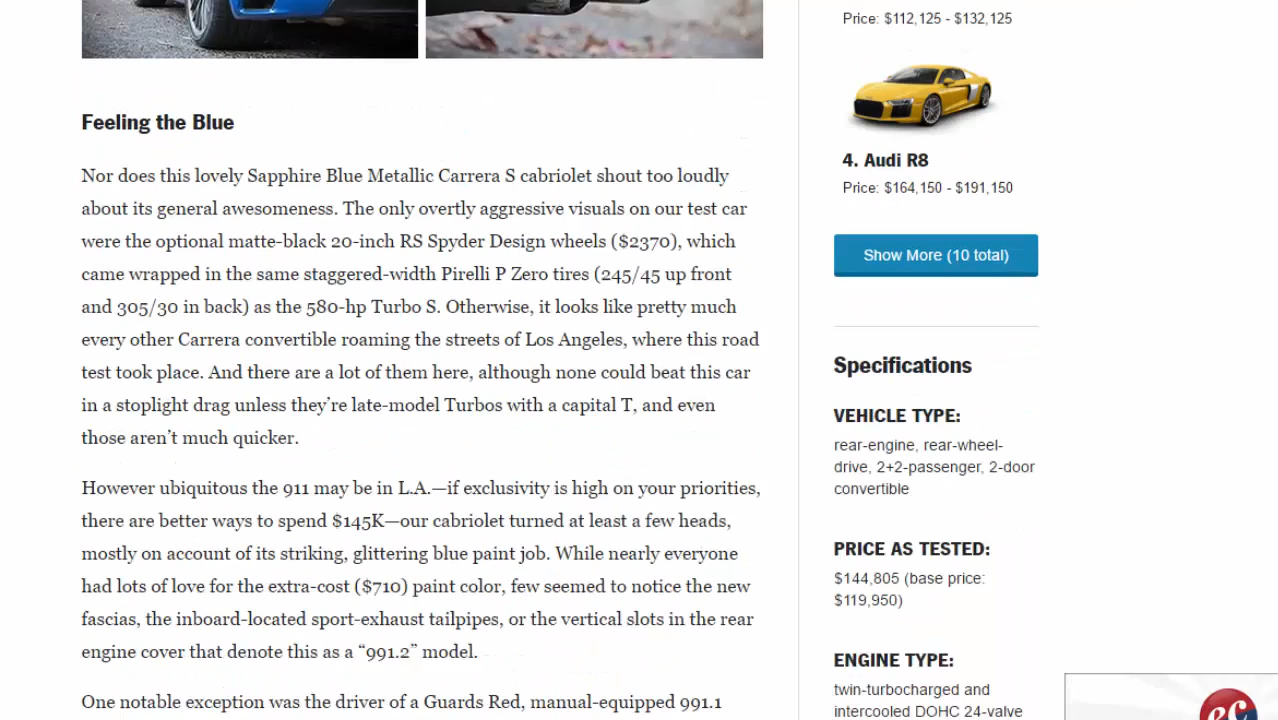 Price: $112,125 - $132,125
4. Audi R8
Price: $164,150 - $191,150
Show More (10 total)
Feeling the Blue
Nor does this lovely Sapphire Blue Metallic Carrera S cabriolet shout too loudly
about its general awesomeness. The only overtly aggressive visuals on our test car
were the optional matte-black 20-inch RS Spyder Design wheels ($2370), which
came wrapped in the same staggered-width Pirelli P Zero tires (245/45 up front
and 305/30 in back) as the 580-hp Turbo S. Otherwise, it looks like pretty much
every other Carrera convertible roaming the streets of Los Angeles, where this road
test took place. And there are a lot of them here, although none could beat this car
in a stoplight drag unless they’re late-model Turbos with a capital T, and even
those aren’t much quicker.
However ubiquitous the 911 may be in L.A.—if exclusivity is high on your priorities,
there are better ways to spend $145K—our cabriolet turned at least a few heads,
mostly on account of its striking, glittering blue paint job. While nearly everyone
had lots of love for the extra-cost ($710) paint color, few seemed to notice the new
fascias, the inboard-located sport-exhaust tailpipes, or the vertical slots in the rear
engine cover that denote this as a “991.2” model.
One notable exception was the driver of a Guards Red, manual-equipped 991.1
Specifications
VEHICLE TYPE:
rear-engine, rear-wheel-
drive, 2+2-passenger, 2-door
convertible
PRICE AS TESTED:
$144,805 (base price:
$119,950)
ENGINE TYPE:
twin-turbocharged and
intercooled DOHC 24-valve
ec